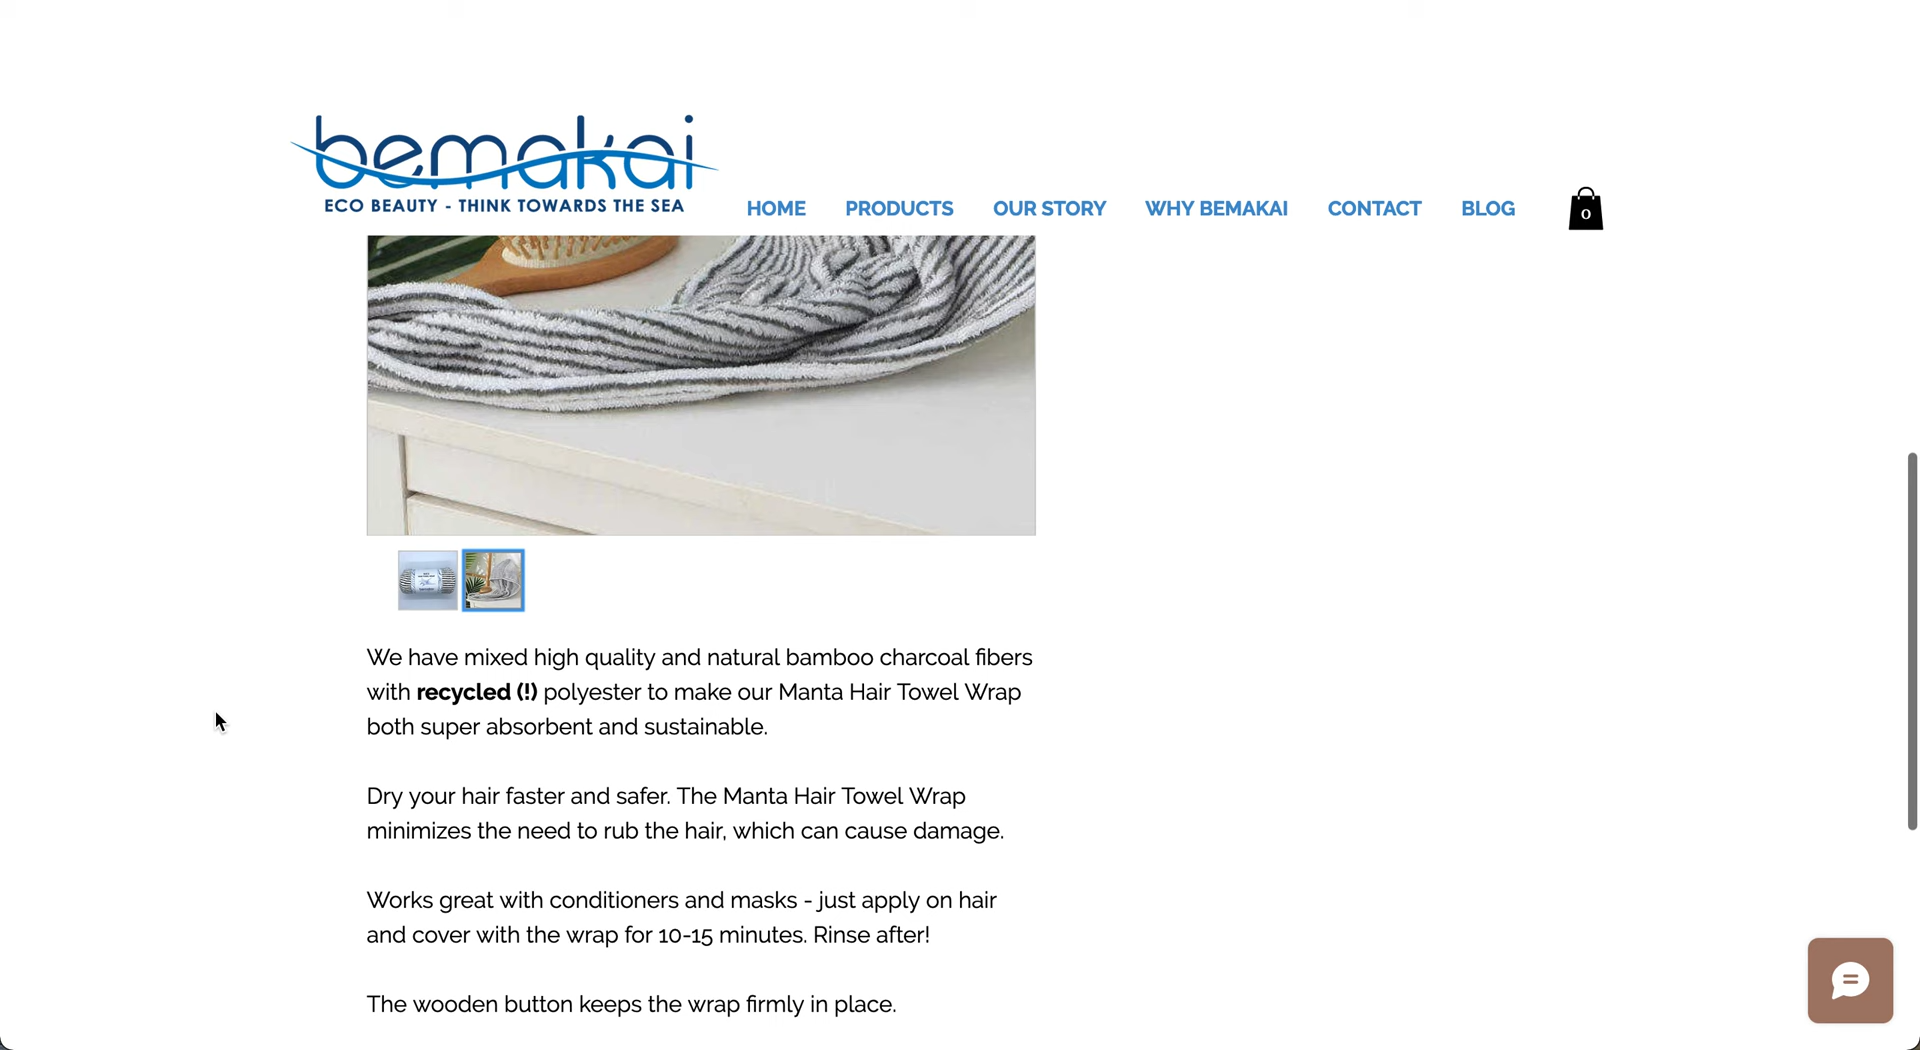 bemakai
ECO BEAUTY - THINK TOWARDS THE SEA
HOME PRODUCTS OUR STORY WHY BEMAKAI CONTACT BLOG
0
We have mixed high quality and natural bamboo charcoal fibers
with recycled (!) polyester to make our Manta Hair Towel Wrap
both super absorbent and sustainable.
Dry your hair faster and safer. The Manta Hair Towel Wrap
minimizes the need to rub the hair, which can cause damage.
Works great with conditioners and masks - just apply on hair
and cover with the wrap for 10-15 minutes. Rinse after!
The wooden button keeps the wrap firmly in place.